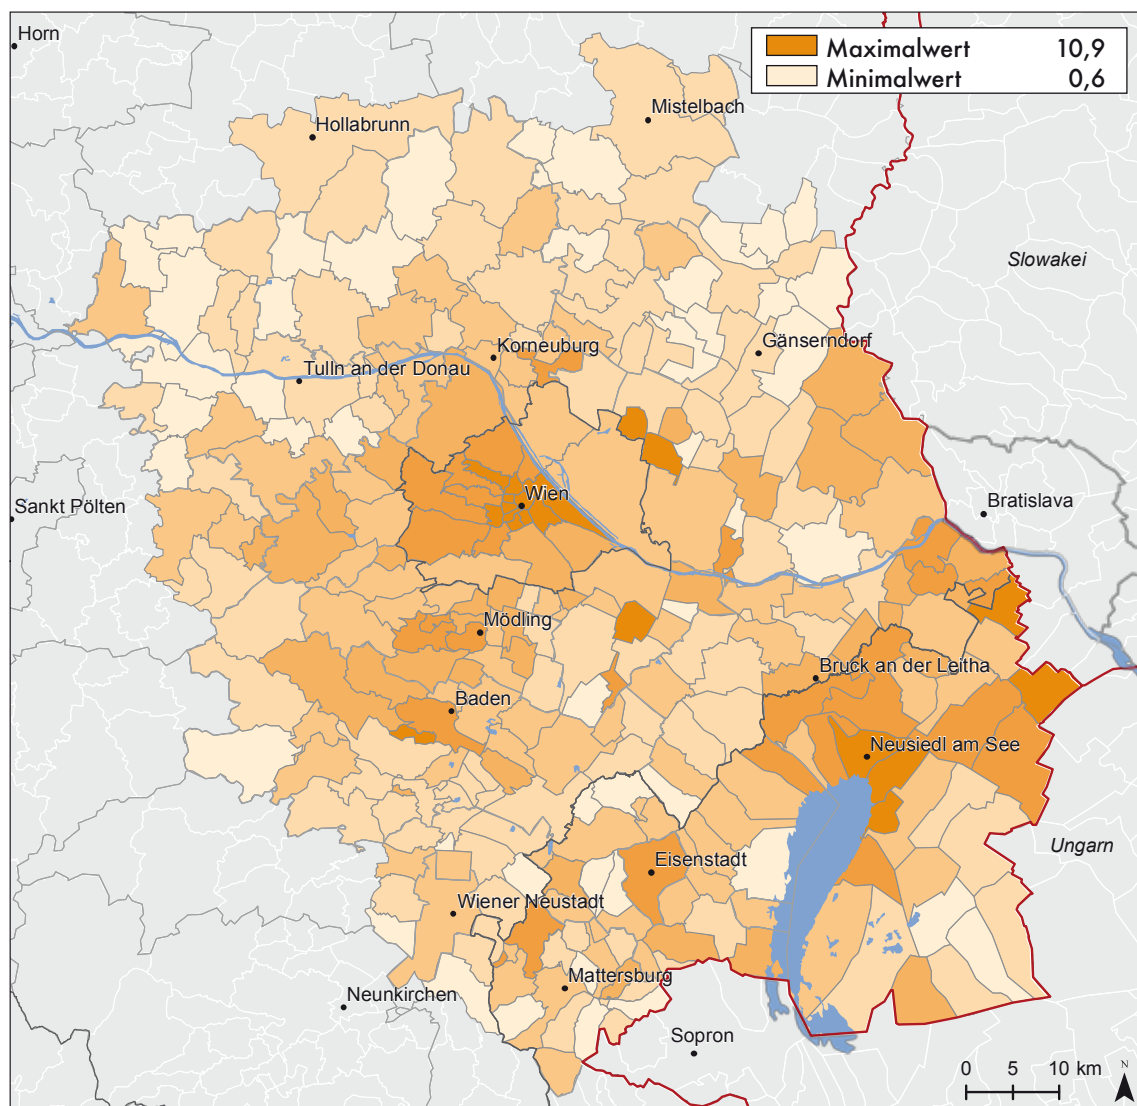 Horn
Maximalwert 10,9
Minimalwert 0,6
Mistelbach
Hollabrunn
Slowakei
Korneuburg
Gänserndorf
Tulln an der Donau
Wien
Bratislava
Sankt Pölten
Mödling
Bruck an der Leitha
Baden
Neusiedl am See
Ungarn
Eisenstadt
Wiener Neustadt
Mattersburg
Neunkirchen
Sopron
N
0 5 10 km